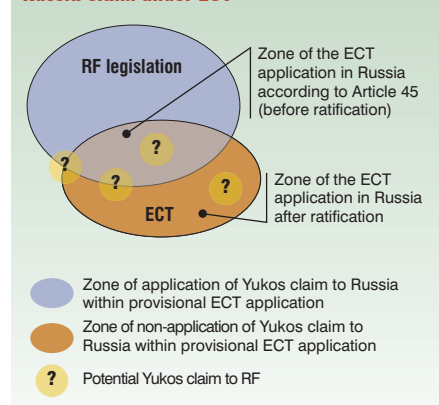 Russia claim under ECT
RF legislation
Zone of the ECT
application in Russia
according to Article 45
(before ratification)
?
?
?
?
Zone of the ECT
application in Russia
after ratification
ECT
Zone of application of Yukos claim to Russia
within provisional ECT application
Zone of non-application of Yukos claim to
Russia within provisional ECT application
? Potential Yukos claim to RF